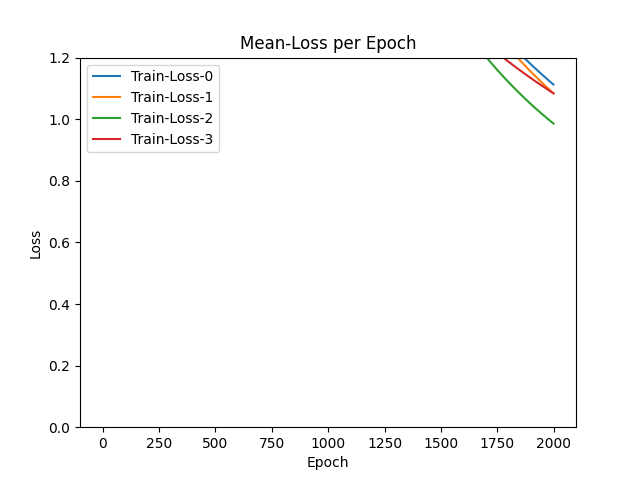 Mean-Loss per Epoch
Train-Loss-0
Train-Loss-1
Train-Loss-2
Train-Loss-3
1.2
1.0
0.8
0.6
0.4
0.2
0.0
Loss
0 250 500 750 1000 1250 1500 1750 2000
Epoch